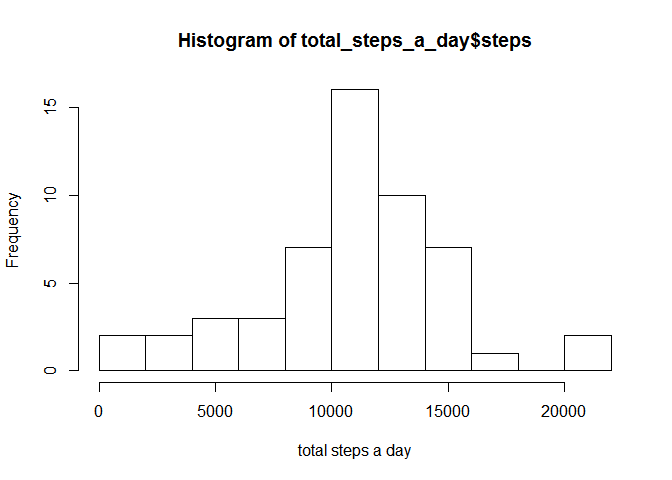 Histogram of total_steps_a_day$steps
Frequency
15
10
5
0
0 5000 10000 15000 20000
total steps a day